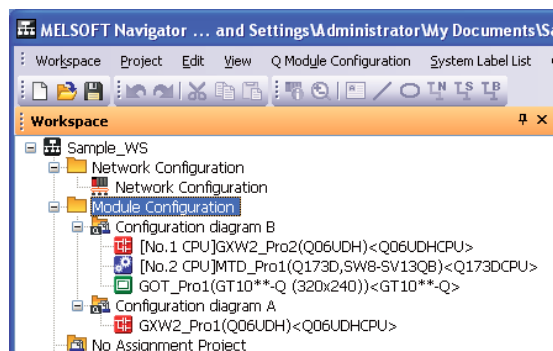 MELSOFT Navigator ... and Settings\Administrator\My Documents\Sa
Workspace Project Edit View Q Module Configuration System Label List
Workspace
Sample_WS
Network Configuration
Network Configuration
Module Configuration
Configuration diagram B
[No.1 CPU]GXW2_Pro2(Q06UDH)<Q06UDHCPU>
[No.2 CPU]MTD_Pro1(Q173D,SW8-SV13QB)<Q173DCPU>
GOT_Pro1(GT10**-Q (320x240))<GT10**-Q>
Configuration diagram A
GXW2_Pro1(Q06UDH)<Q06UDHCPU>
No Assignment Project